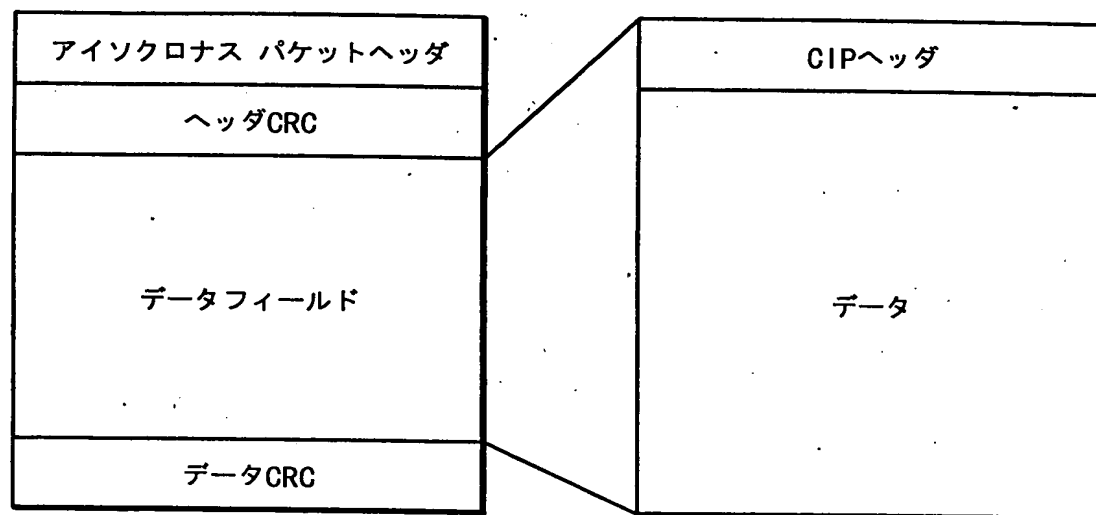 アイソクロナス パケットヘッダ
ヘッダCRC
データフィールド
データCRC
CIPヘッダ
データ